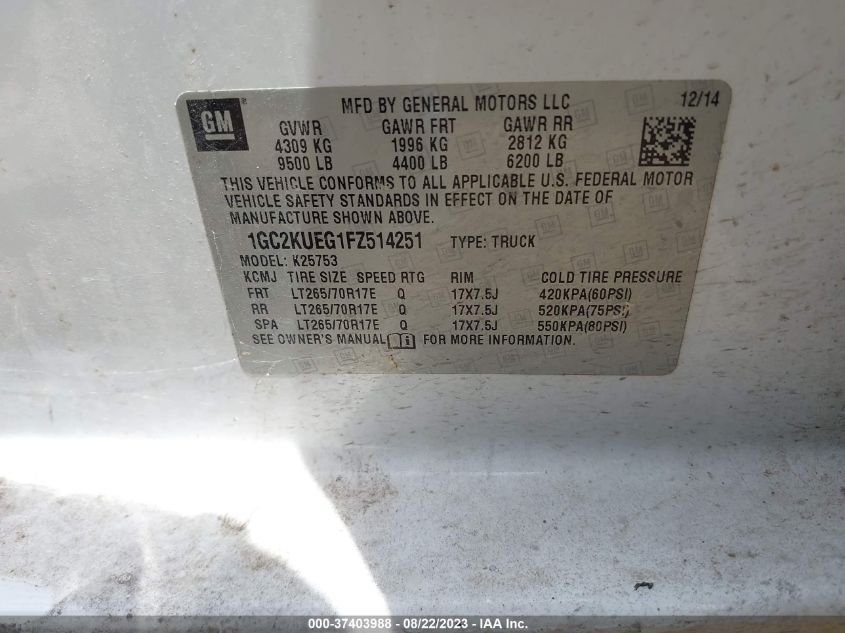 GM
MFD BY GENERAL MOTORS LLC 12/14
GVWR GAWR FRT GAWR RR
4309 KG 1996 KG 2812 KG
9500 LB 4400 LB 6200 LB
THIS VEHICLE CONFORMS TO ALL APPLICABLE U.S. FEDERAL MOTOR
VEHICLE SAFETY STANDARDS IN EFFECT ON THE DATE OF
MANUFACTURE SHOWN ABOVE.
1GC2KUEG1FZ514251 TYPE: TRUCK
MODEL: K25753
KCMJ TIRE SIZE SPEED RTG RIM COLD TIRE PRESSURE
FRT LT265/70R17E Q 17X7.5J 420KPA(60PSI)
RR LT265/70R17E Q 17X7.5J 520KPA(75PSI)
SPA LT265/70R17E Q 17X7.5J 550KPA(80PSI)
SEE OWNER'S MANUAL FOR MORE INFORMATION.
000-37403988 - 08/22/2023 - IAA Inc.